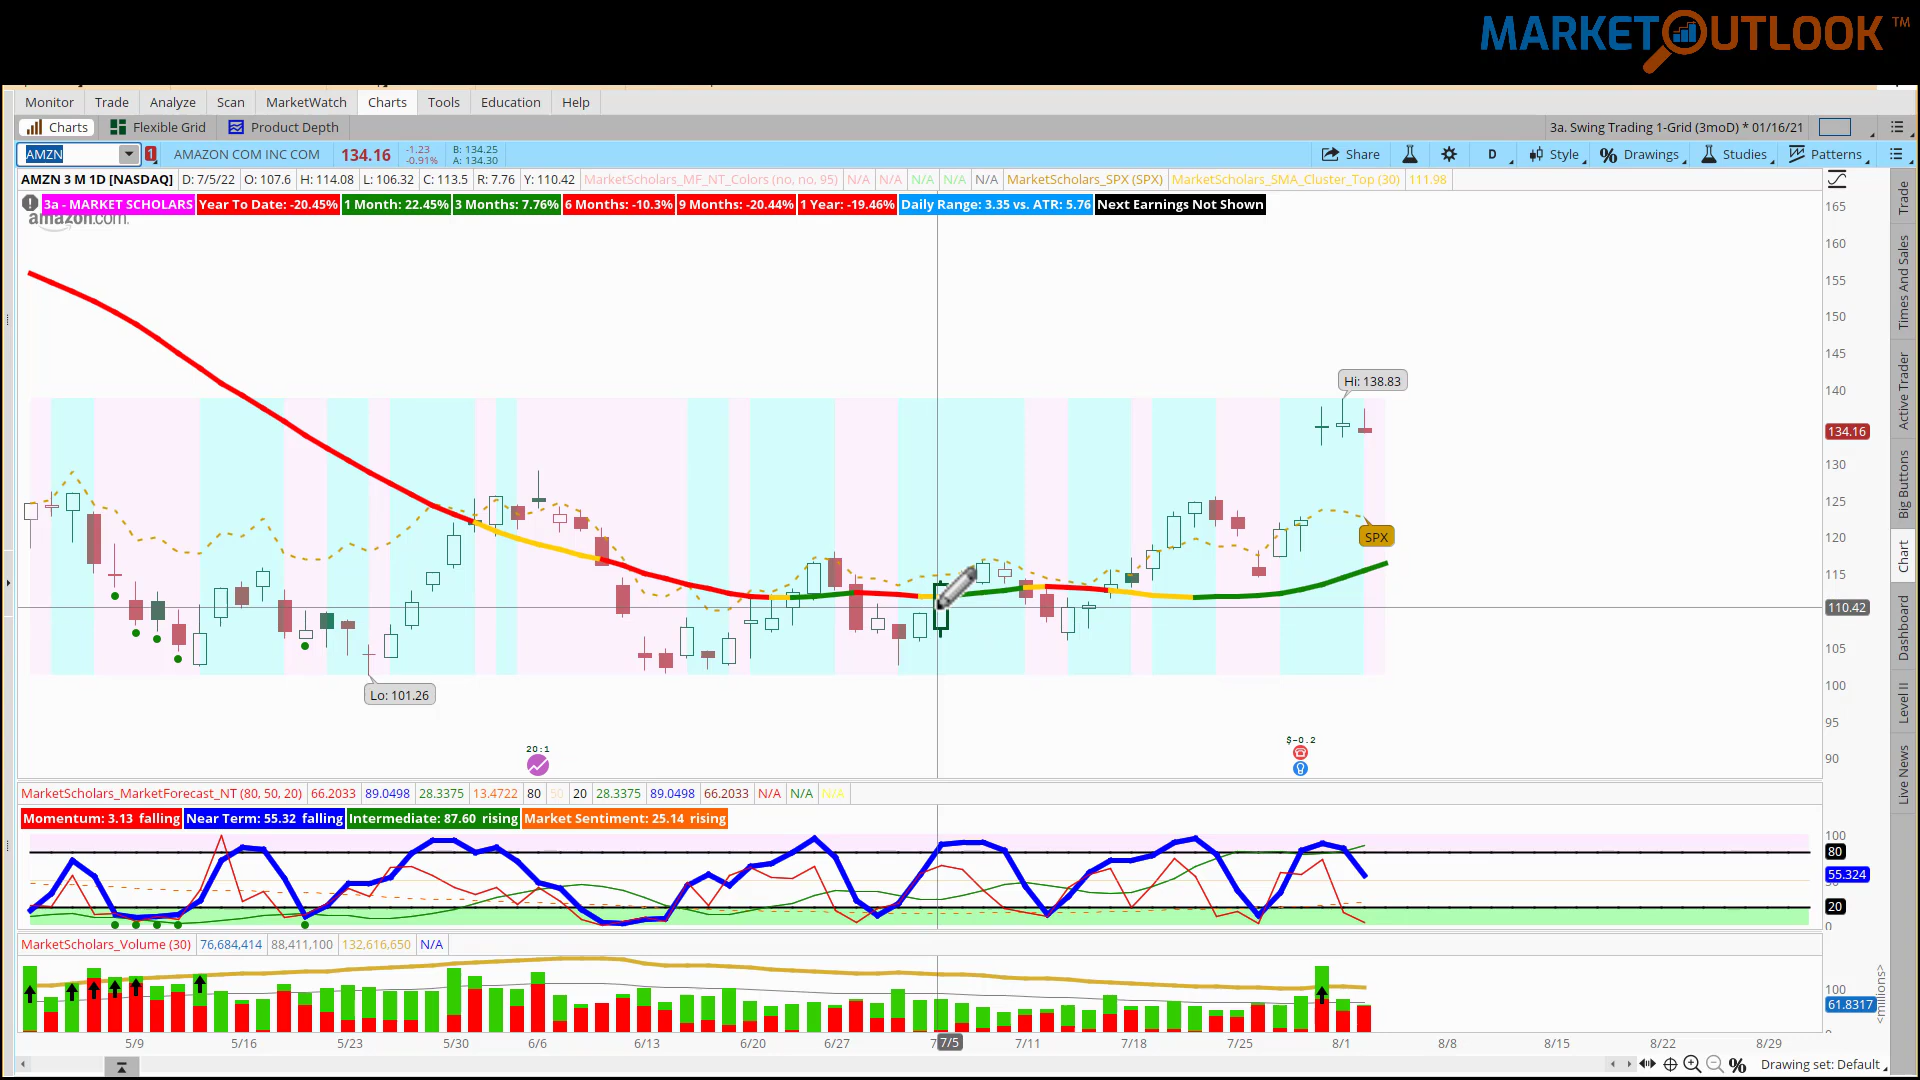 MARKETOUTLOOK™
Monitor Trade Analyze Scan MarketWatch Charts Tools Education Help
Charts Flexible Grid Product Depth 3a. Swing Trading 1-Grid (3moD) * 01/16/21
AMZN 1 AMAZON COM INC COM 134.16 -1.23 -0.91% B: 134.25 A: 134.30 Share D Style Drawings Studies Patterns
AMZN 3 M 1D [NASDAQ] D: 7/5/22 O: 107.6 H: 114.08 L: 106.32 C: 113.5 R: 7.76 Y: 110.42 MarketScholars_MF_NT_Colors (no, no, 95) N/A N/A N/A N/A N/A MarketScholars_SPX (SPX) MarketScholars_SMA_Cluster_Top (30) 111.98
3a - MARKET SCHOLARS Year To Date: -20.45% 1 Month: 22.45% 3 Months: 7.76% 6 Months: -10.3% 9 Months: -20.44% 1 Year: -19.46% Daily Range: 3.35 vs. ATR: 5.76 Next Earnings Not Shown
amazon.com
165
160
155
150
145
140
Hi: 138.83
134.16
130
125
120
SPX
115
110.42
105
100
Lo: 101.26
95
90
20:1
$-0.2
MarketScholars_MarketForecast_NT (80, 50, 20) 66.2033 89.0498 28.3375 13.4722 80 50 20 28.3375 89.0498 66.2033 N/A N/A N/A
Momentum: 3.13 falling Near Term: 55.32 falling Intermediate: 87.60 rising Market Sentiment: 25.14 rising
100
80
55.324
20
0
MarketScholars_Volume (30) 76,684,414 88,411,100 132,616,650 N/A
100
61.8317
<millions>
5/9 5/16 5/23 5/30 6/6 6/13 6/20 6/27 7/5 7/11 7/18 7/25 8/1 8/8 8/15 8/22 8/29
Drawing set: Default
Trade
Times And Sales
Active Trader
Big Buttons
Chart
Dashboard
Level II
Live News